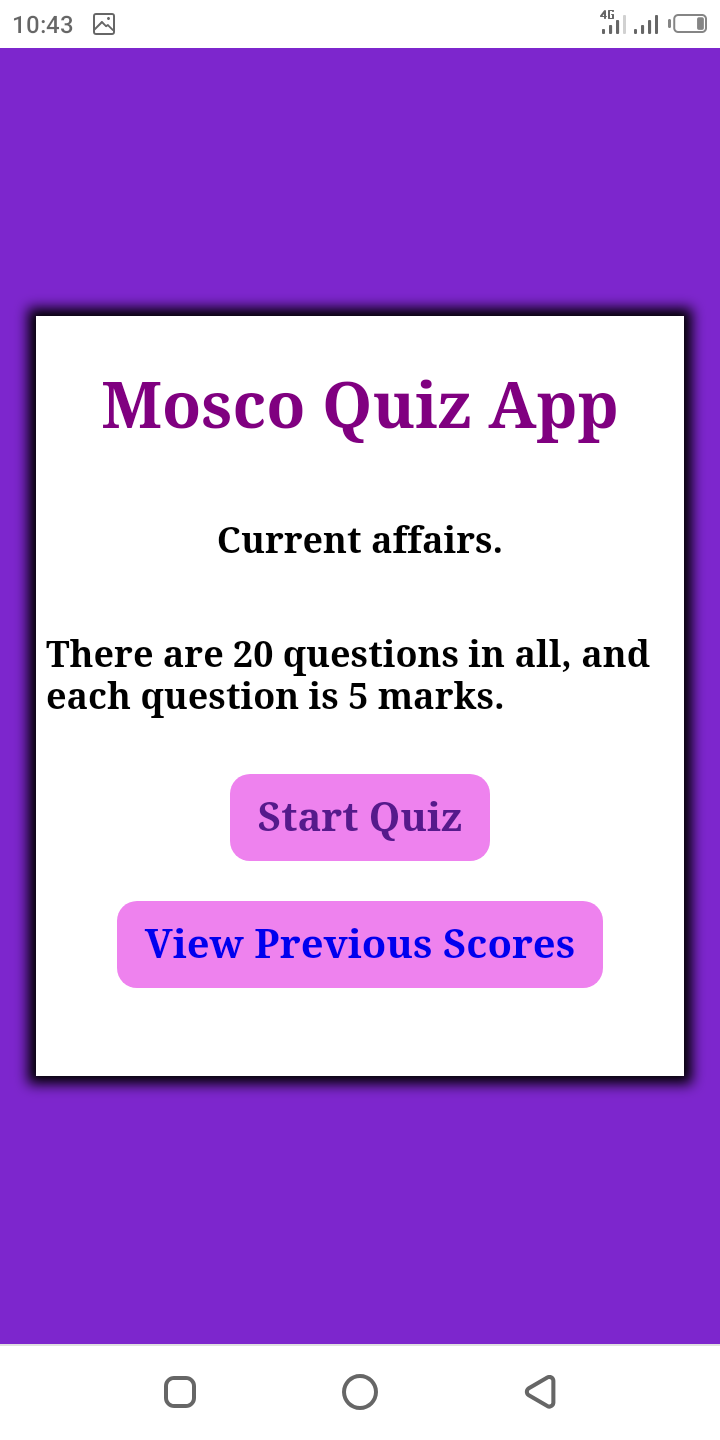 10:43
4G
Mosco Quiz App
Current affairs.
There are 20 questions in all, and
each question is 5 marks.
Start Quiz
View Previous Scores